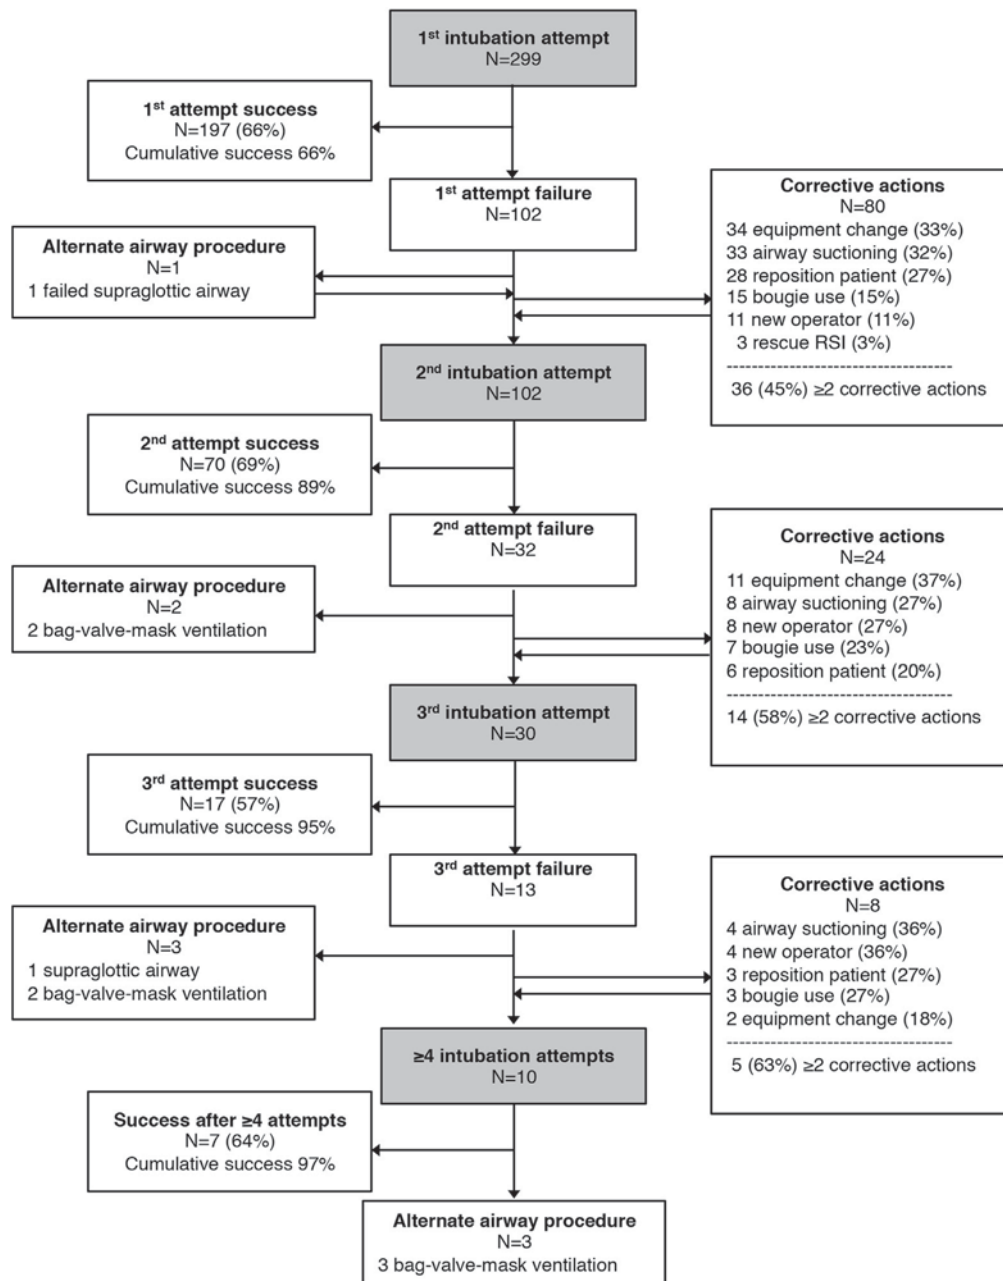 1st intubation attempt
N=299
1st attempt success
N=197 (66%)
Cumulative success 66%
1st attempt failure
N=102
Corrective actions
N=80
34 equipment change (33%)
33 airway suctioning (32%)
28 reposition patient (27%)
15 bougie use (15%)
11 new operator (11%)
3 rescue RSI (3%)
------------------------------------
36 (45%) ≥2 corrective actions
Alternate airway procedure
N=1
1 failed supraglottic airway
2nd intubation attempt
N=102
2nd attempt success
N=70 (69%)
Cumulative success 89%
2nd attempt failure
N=32
Corrective actions
N=24
11 equipment change (37%)
8 airway suctioning (27%)
8 new operator (27%)
7 bougie use (23%)
6 reposition patient (20%)
------------------------------------
14 (58%) ≥2 corrective actions
Alternate airway procedure
N=2
2 bag-valve-mask ventilation
3rd intubation attempt
N=30
3rd attempt success
N=17 (57%)
Cumulative success 95%
3rd attempt failure
N=13
Corrective actions
N=8
4 airway suctioning (36%)
4 new operator (36%)
3 reposition patient (27%)
3 bougie use (27%)
2 equipment change (18%)
------------------------------------
5 (63%) ≥2 corrective actions
Alternate airway procedure
N=3
1 supraglottic airway
2 bag-valve-mask ventilation
≥4 intubation attempts
N=10
Success after ≥4 attempts
N=7 (64%)
Cumulative success 97%
Alternate airway procedure
N=3
3 bag-valve-mask ventilation